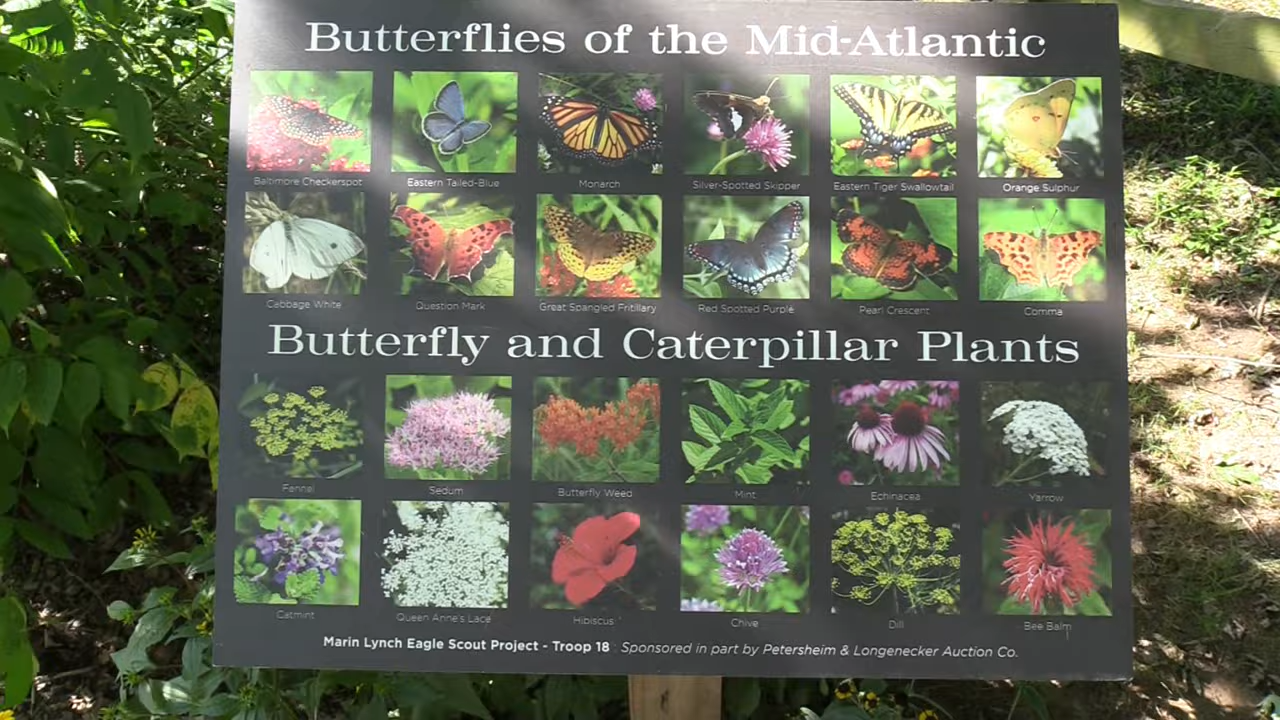 Butterflies of the Mid-Atlantic
Baltimore Checkerspot Eastern Tailed-Blue Monarch Silver-Spotted Skipper Eastern Tiger Swallowtail Orange Sulphur
Cabbage White Question Mark Great Spangled Fritillary Red Spotted Purple Pearl Crescent Comma
Butterfly and Caterpillar Plants
Fennel Sedum Butterfly Weed Mint Echinacea Yarrow
Catmint Queen Anne's Lace Hibiscus Chive Dill Bee Balm
Marin Lynch Eagle Scout Project - Troop 18 Sponsored in part by Petersheim & Longenecker Auction Co.